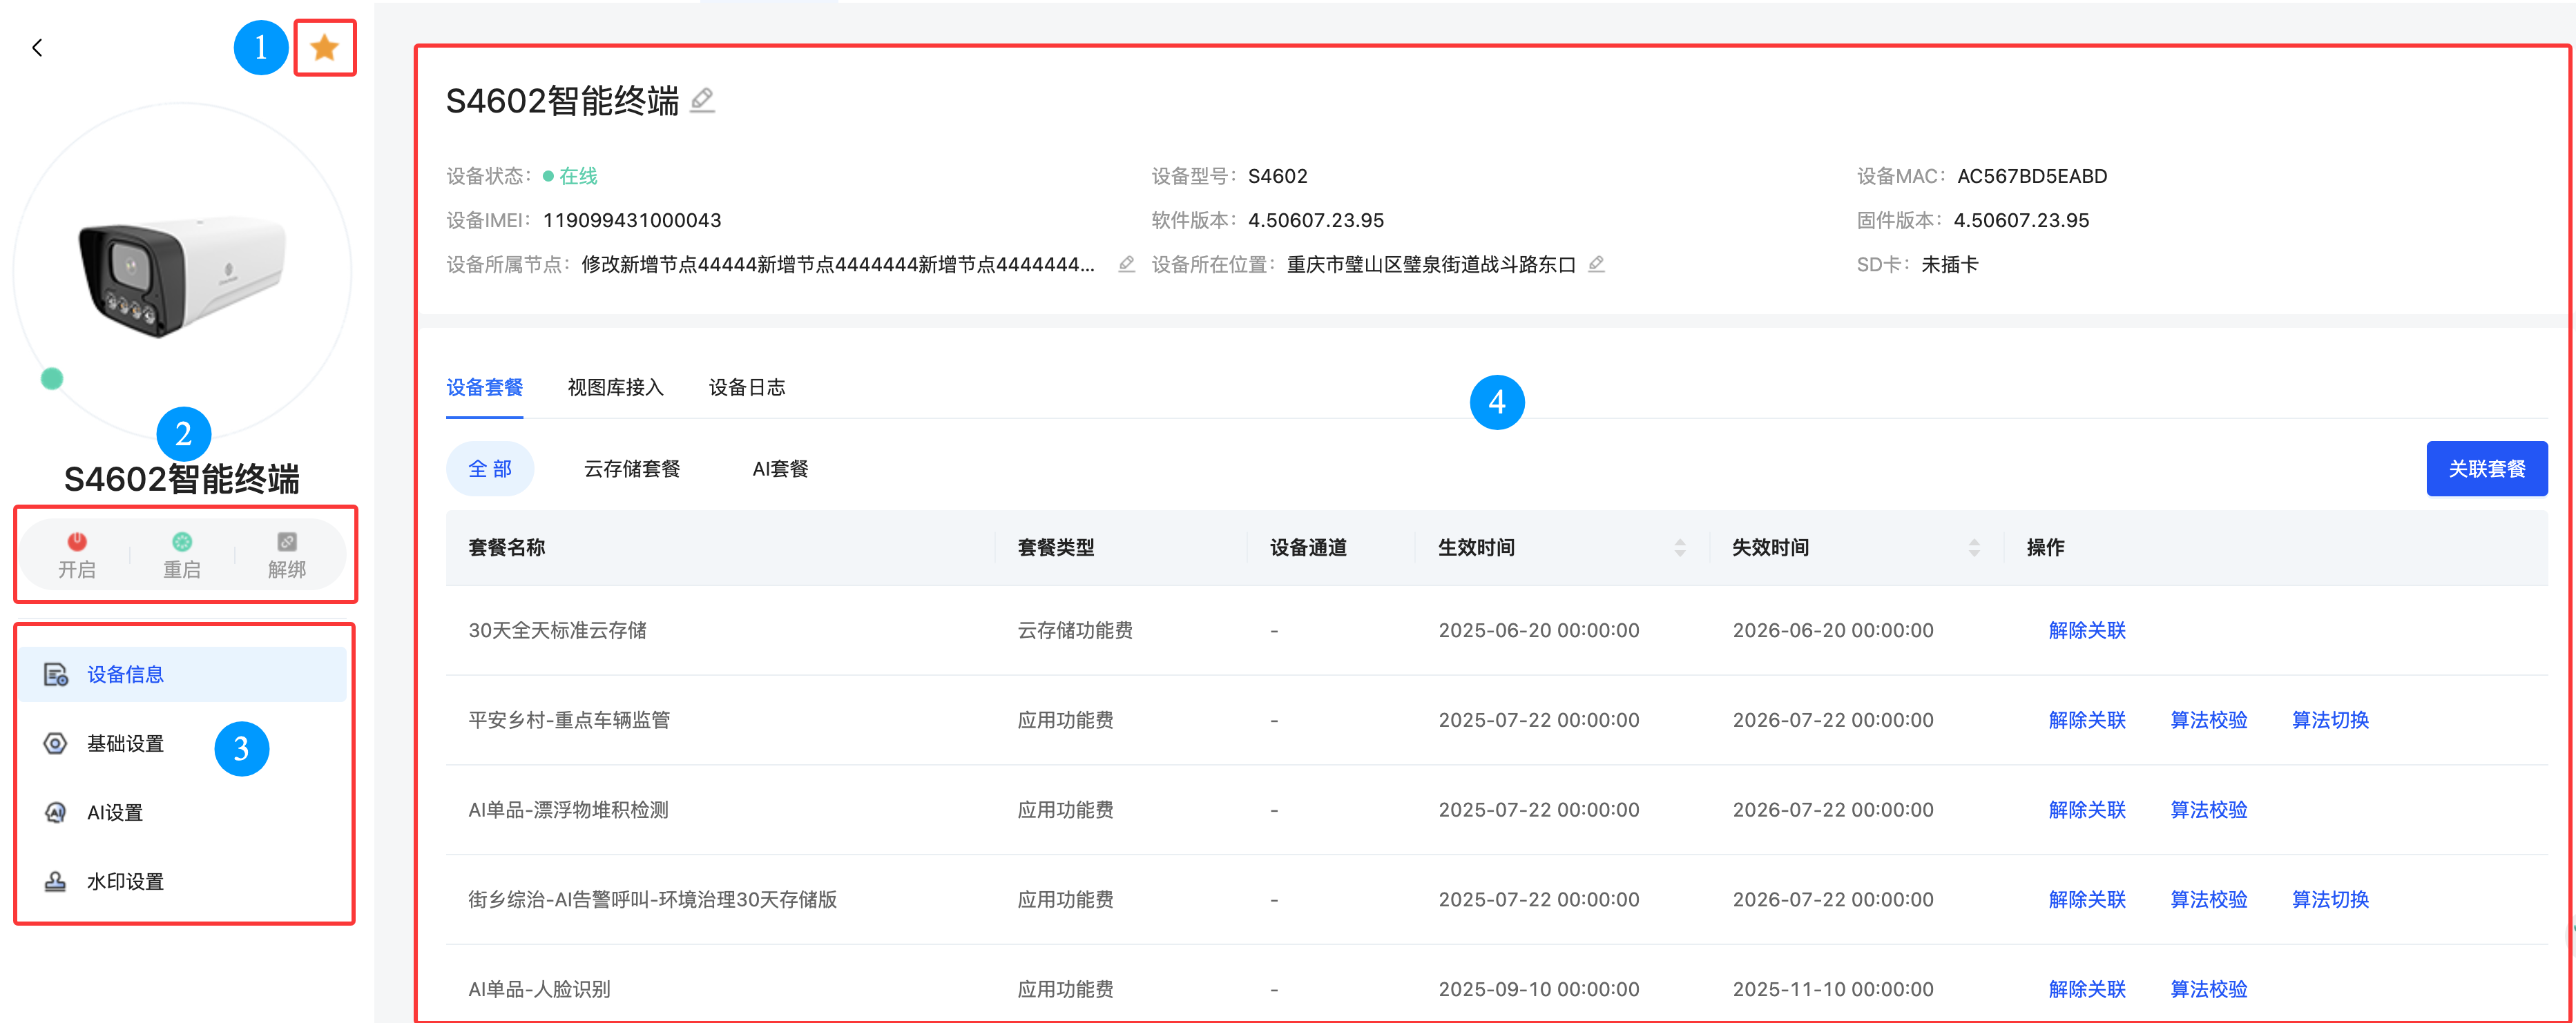 1
2
S4602智能终端
开启
重启
解绑
设备信息
基础设置
3
AI设置
水印设置
S4602智能终端
设备状态： 在线
设备型号： S4602
设备MAC： AC567BD5EABD
设备IMEI： 119099431000043
软件版本： 4.50607.23.95
固件版本： 4.50607.23.95
设备所属节点： 修改新增节点44444新增节点4444444新增节点4444444...
设备所在位置： 重庆市璧山区璧泉街道战斗路东口
SD卡： 未插卡
设备套餐 视图库接入 设备日志
4
全 部 云存储套餐 AI套餐 关联套餐
套餐名称 套餐类型 设备通道 生效时间 失效时间 操作
30天全天标准云存储 云存储功能费 - 2025-06-20 00:00:00 2026-06-20 00:00:00 解除关联
平安乡村-重点车辆监管 应用功能费 - 2025-07-22 00:00:00 2026-07-22 00:00:00 解除关联 算法校验 算法切换
AI单品-漂浮物堆积检测 应用功能费 - 2025-07-22 00:00:00 2026-07-22 00:00:00 解除关联 算法校验
街乡综治-AI告警呼叫-环境治理30天存储版 应用功能费 - 2025-07-22 00:00:00 2026-07-22 00:00:00 解除关联 算法校验 算法切换
AI单品-人脸识别 应用功能费 - 2025-09-10 00:00:00 2025-11-10 00:00:00 解除关联 算法校验